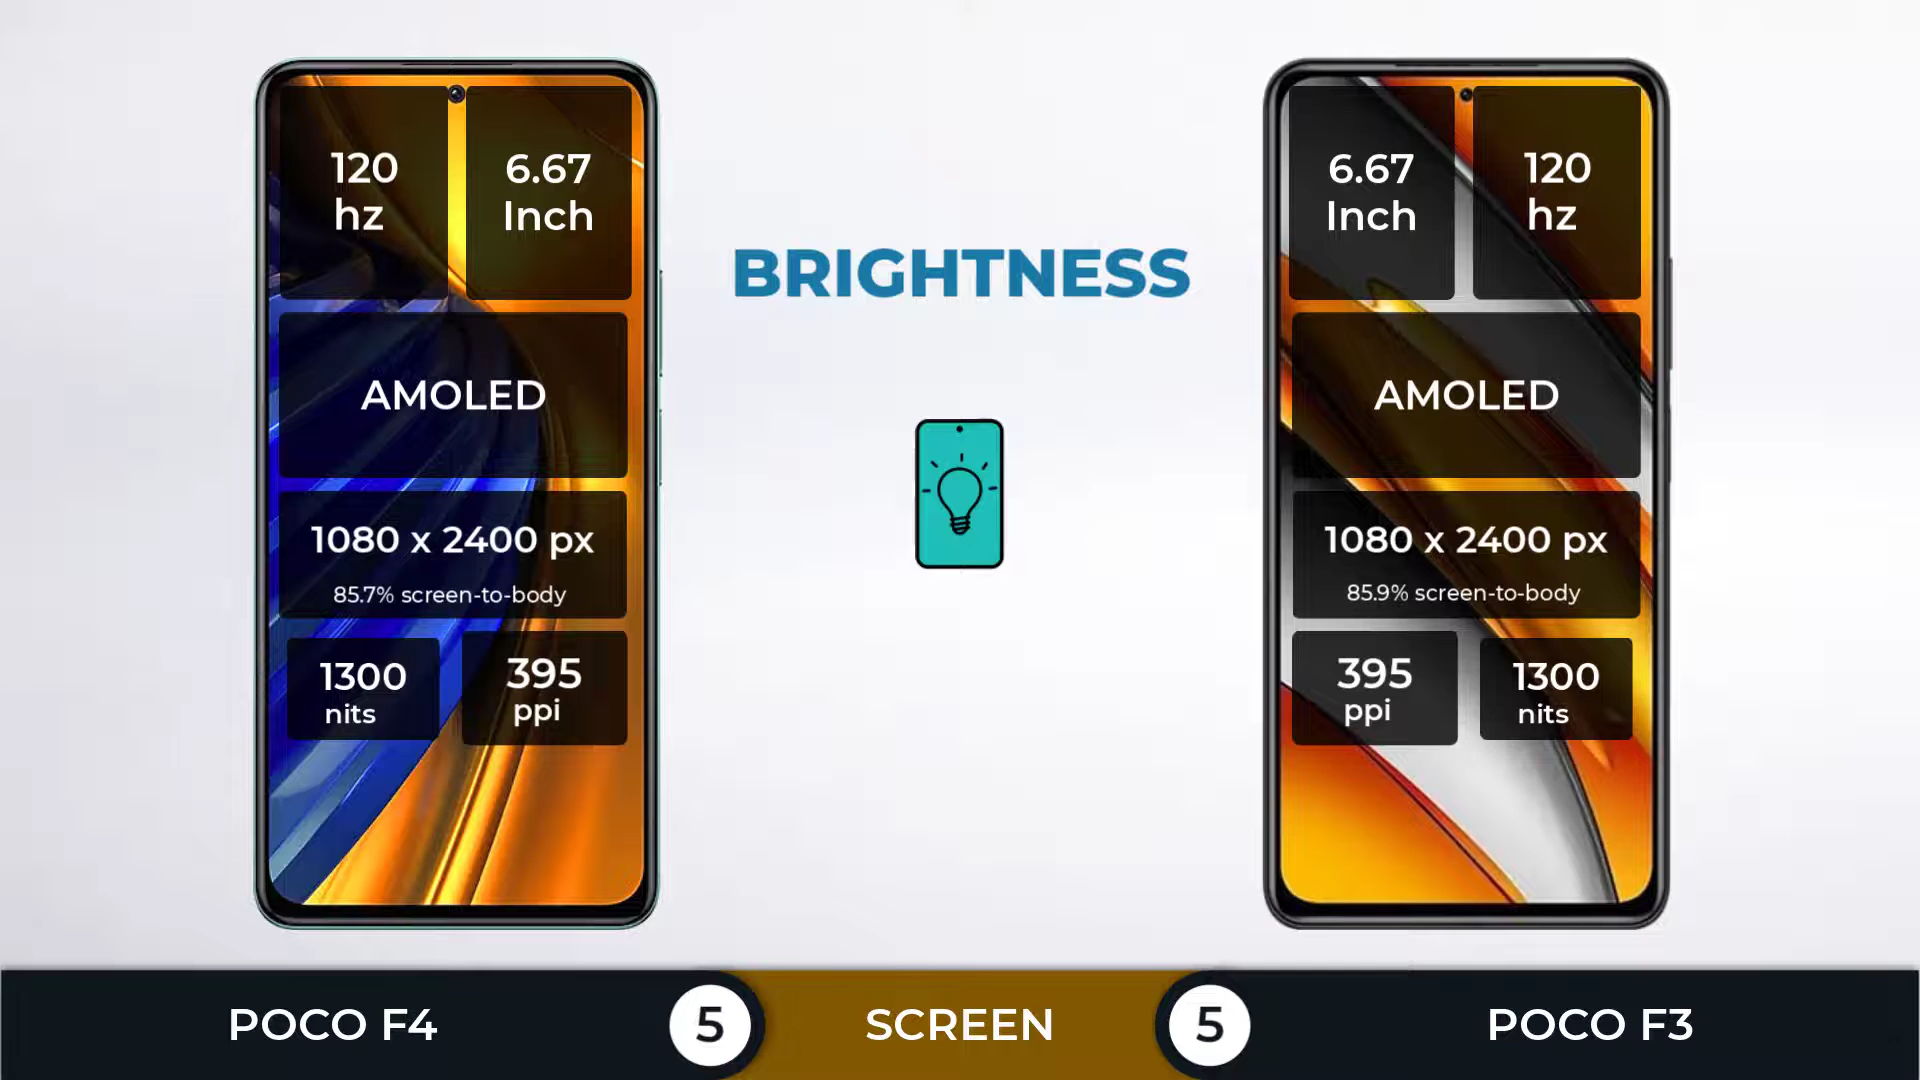 120
hz
6.67
Inch
AMOLED
1080 x 2400 px
85.7% screen-to-body
1300
nits
395
ppi
BRIGHTNESS
6.67
Inch
120
hz
AMOLED
1080 x 2400 px
85.9% screen-to-body
395
ppi
1300
nits
POCO F4
5
SCREEN
5
POCO F3